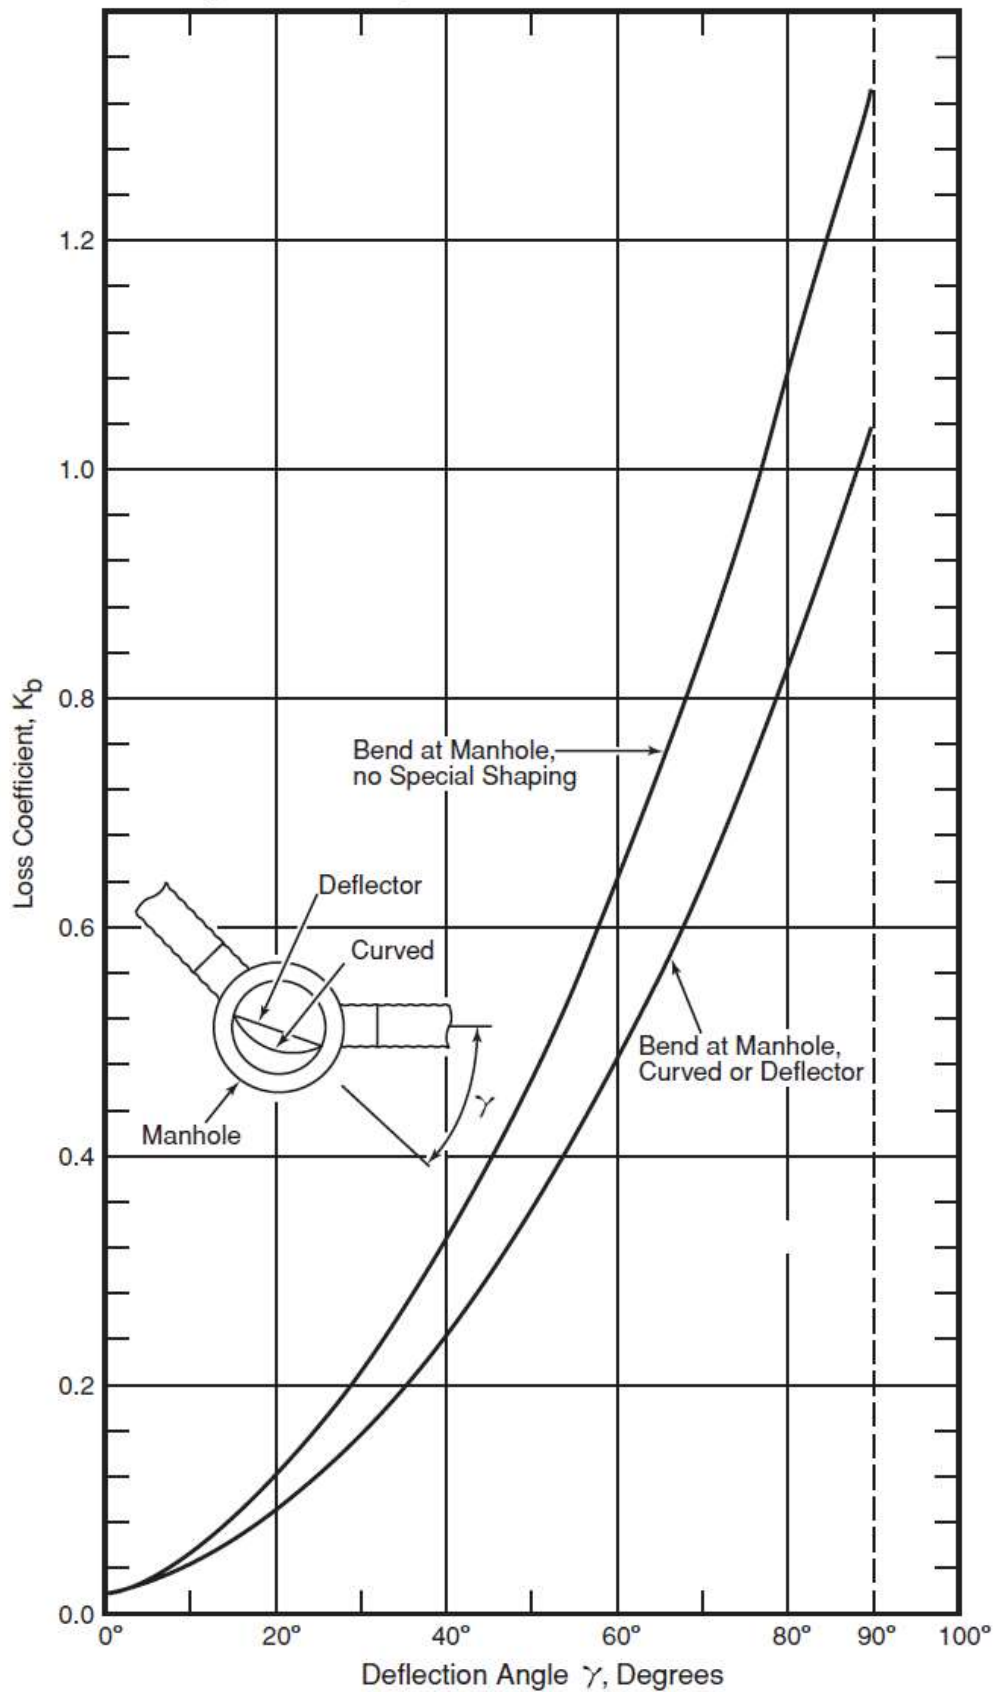 1.2
1.0
0.8
0.6
0.4
0.2
0.0
Loss Coefficient, Kb
Bend at Manhole,
no Special Shaping
Deflector
Curved
Manhole
γ
Bend at Manhole,
Curved or Deflector
0° 20° 40° 60° 80° 90° 100°
Deflection Angle γ, Degrees